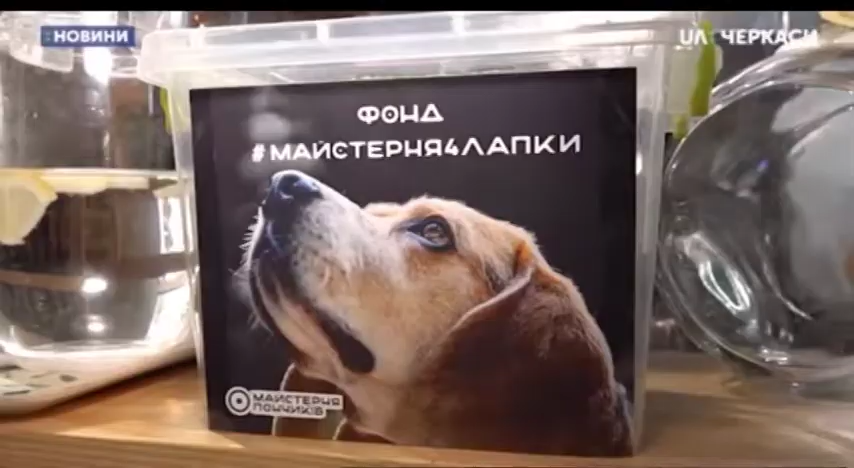 НОВИНИ
UA: ЧЕРКАСИ
ФОНД
#МАЙСТЕРНЯ4ЛАПКИ
МАЙСТЕРНЯ
ПОНЧИКІВ